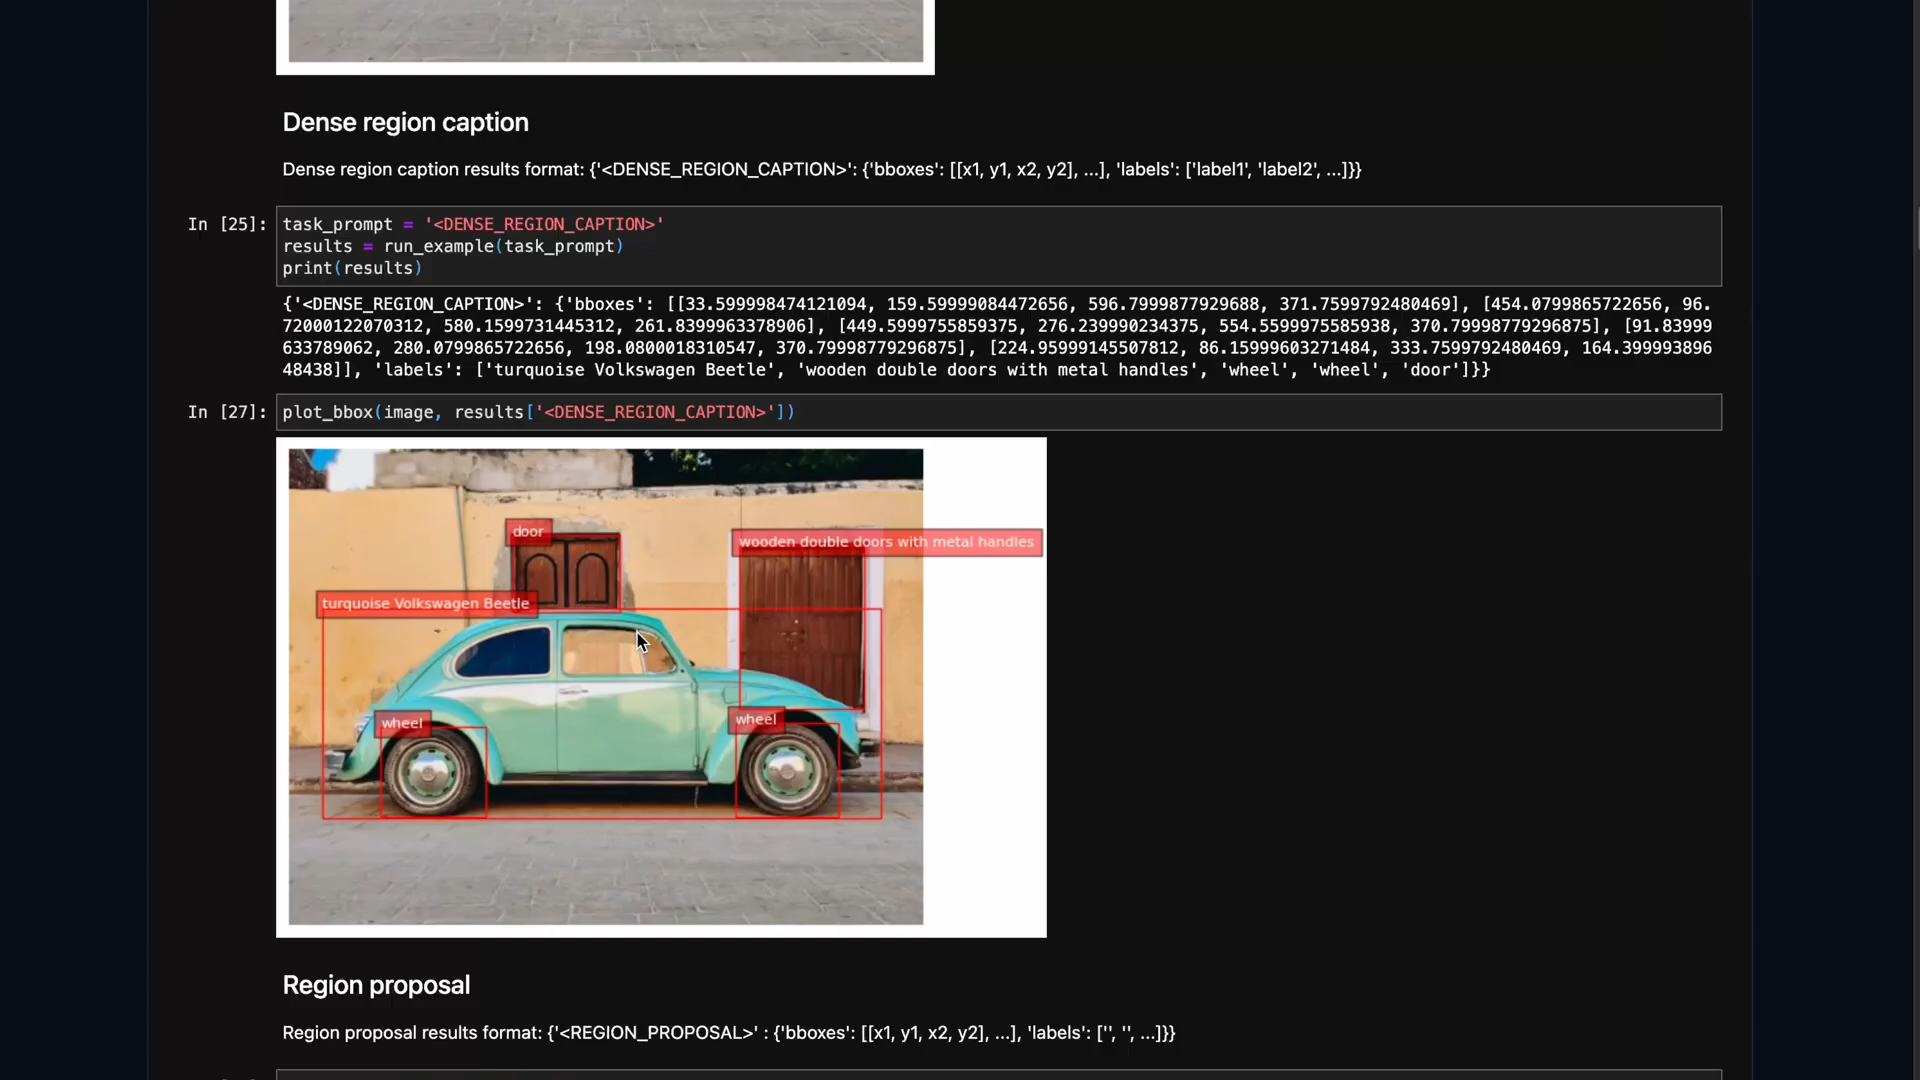 Dense region caption
Dense region caption results format: {'<DENSE_REGION_CAPTION>': {'bboxes': [[x1, y1, x2, y2], ...], 'labels': ['label1', 'label2', ...]}}
In [25]:
task_prompt = '<DENSE_REGION_CAPTION>'
results = run_example(task_prompt)
print(results)
{'<DENSE_REGION_CAPTION>': {'bboxes': [[33.599998474121094, 159.59999084472656, 596.7999877929688, 371.7599792480469], [454.0799865722656, 96.
72000122070312, 580.1599731445312, 261.8399963378906], [449.5999755859375, 276.239990234375, 554.5599975585938, 370.79998779296875], [91.83999
633789062, 280.0799865722656, 198.0800018310547, 370.79998779296875], [224.95999145507812, 86.15999603271484, 333.7599792480469, 164.399993896
48438]], 'labels': ['turquoise Volkswagen Beetle', 'wooden double doors with metal handles', 'wheel', 'wheel', 'door']}}
In [27]:
plot_bbox(image, results['<DENSE_REGION_CAPTION>'])
door
wooden double doors with metal handles
turquoise Volkswagen Beetle
wheel
wheel
Region proposal
Region proposal results format: {'<REGION_PROPOSAL>' : {'bboxes': [[x1, y1, x2, y2], ...], 'labels': ['', '', ...]}}